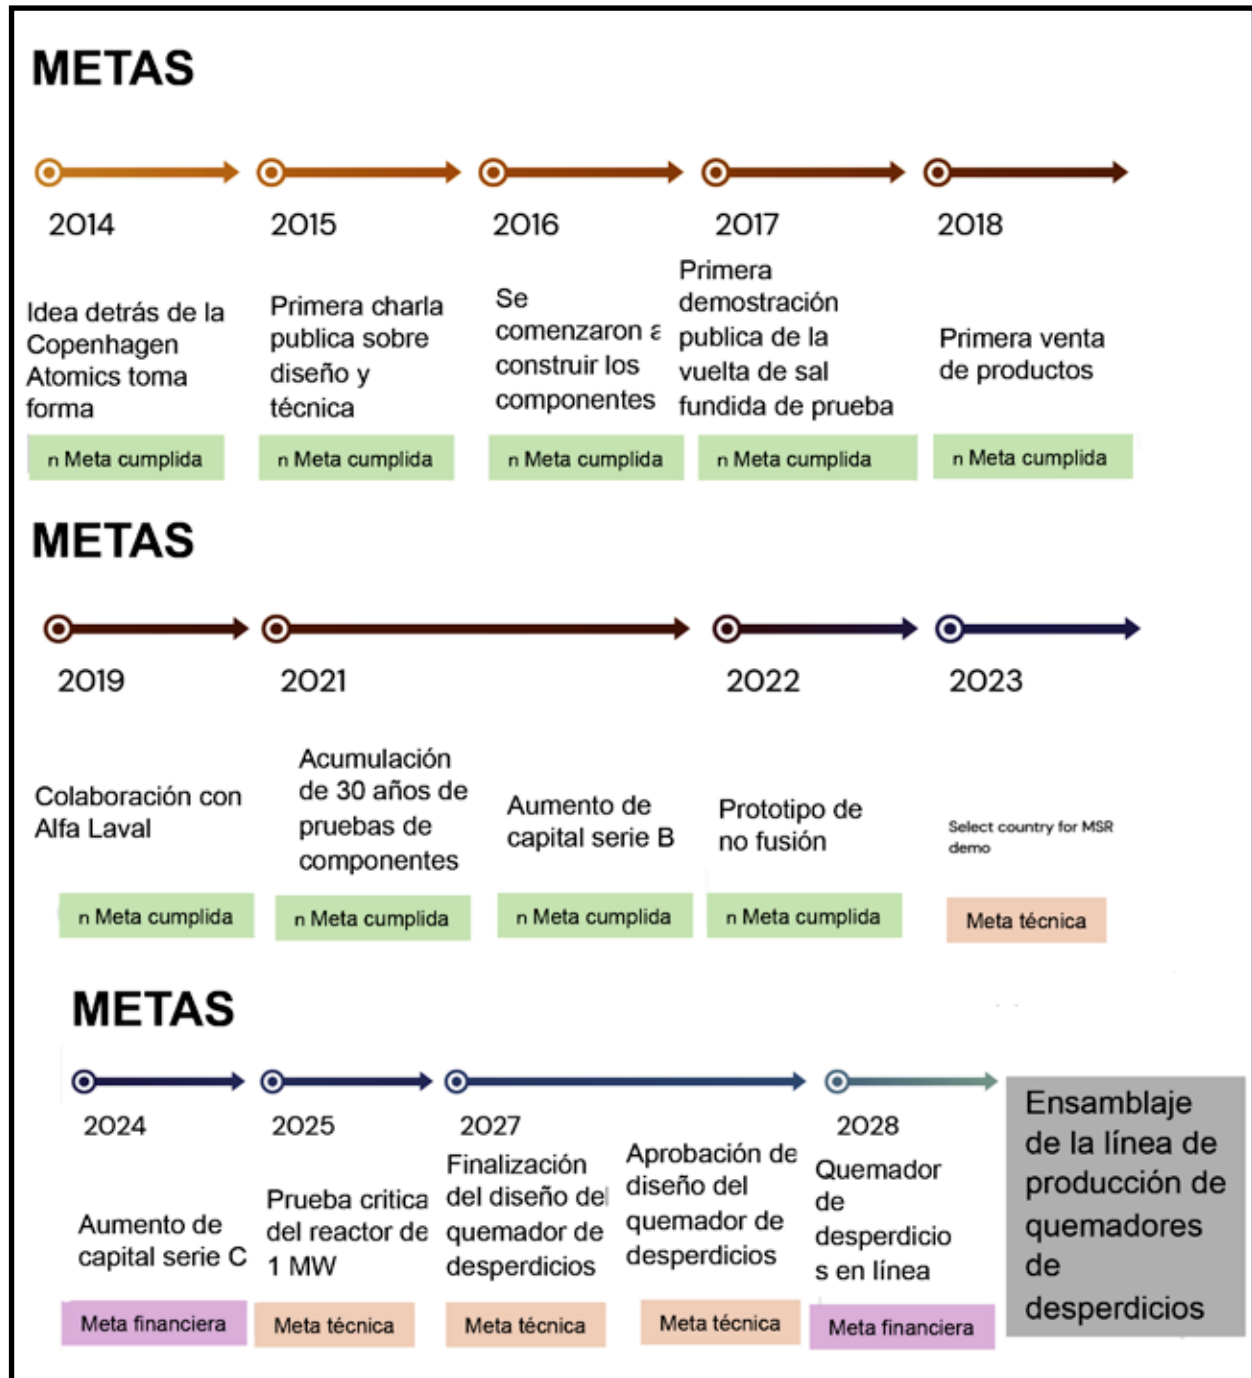 METAS
2014
2015
2016
2017
2018
Idea detrás de la
Copenhagen
Atomics toma
forma
Primera charla
publica sobre
diseño y
técnica
Se
comenzaron a
construir los
componentes
Primera
demostración
publica de la
vuelta de sal
fundida de prueba
Primera venta
de productos
n Meta cumplida
n Meta cumplida
n Meta cumplida
n Meta cumplida
n Meta cumplida
METAS
2019
2021
2022
2023
Colaboración con
Alfa Laval
Acumulación
de 30 años de
pruebas de
componentes
Aumento de
capital serie B
Prototipo de
no fusión
Select country for MSR
demo
n Meta cumplida
n Meta cumplida
n Meta cumplida
n Meta cumplida
Meta técnica
METAS
2024
2025
2027
2028
Aumento de
capital serie C
Prueba critica
del reactor de
1 MW
Finalización
del diseño del
quemador de
desperdicios
Aprobación de
diseño del
quemador de
desperdicios
Quemador
de
desperdicio
s en línea
Ensamblaje
de la línea de
producción de
quemadores
de
desperdicios
Meta financiera
Meta técnica
Meta técnica
Meta técnica
Meta financiera